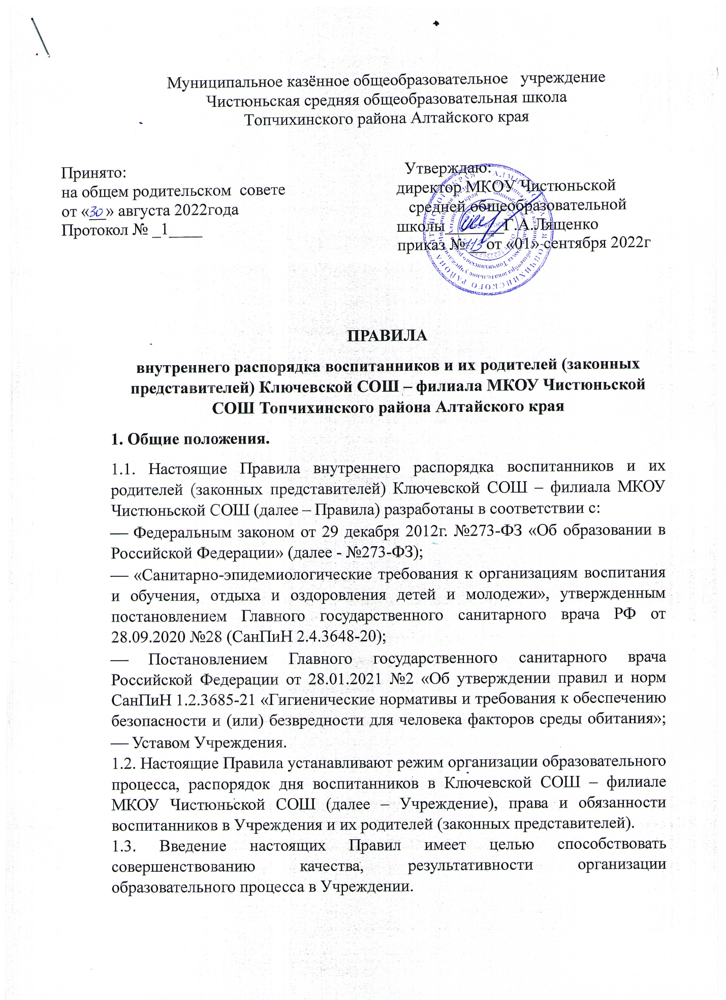 Муниципальное казённое общеобразовательное учреждение
Чистюньская средняя общеобразовательная школа
Топчихинского района Алтайского края
Принято:
на общем родительском совете
от «30» августа 2022года
Протокол № _1____
Утверждаю:
директор МКОУ Чистюньской
средней общеобразовательной
школы_______Г.А.Лященко
приказ №113 от «01» сентября 2022г
ПРАВИЛА
внутреннего распорядка воспитанников и их родителей (законных
представителей) Ключевской СОШ – филиала МКОУ Чистюньской
СОШ Топчихинского района Алтайского края
1. Общие положения.
1.1. Настоящие Правила внутреннего распорядка воспитанников и их
родителей (законных представителей) Ключевской СОШ – филиала МКОУ
Чистюньской СОШ (далее – Правила) разработаны в соответствии с:
— Федеральным законом от 29 декабря 2012г. №273-ФЗ «Об образовании в
Российской Федерации» (далее - №273-ФЗ);
— «Санитарно-эпидемиологические требования к организациям воспитания
и обучения, отдыха и оздоровления детей и молодежи», утвержденным
постановлением Главного государственного санитарного врача РФ от
28.09.2020 №28 (СанПиН 2.4.3648-20);
— Постановлением Главного государственного санитарного врача
Российской Федерации от 28.01.2021 №2 «Об утверждении правил и норм
СанПиН 1.2.3685-21 «Гигиенические нормативы и требования к обеспечению
безопасности и (или) безвредности для человека факторов среды обитания»;
— Уставом Учреждения.
1.2. Настоящие Правила устанавливают режим организации образовательного
процесса, распорядок дня воспитанников в Ключевской СОШ – филиале
МКОУ Чистюньской СОШ (далее – Учреждение), права и обязанности
воспитанников в Учреждения и их родителей (законных представителей).
1.3. Введение настоящих Правил имеет целью способствовать
совершенствованию качества, результативности организации
образовательного процесса в Учреждении.